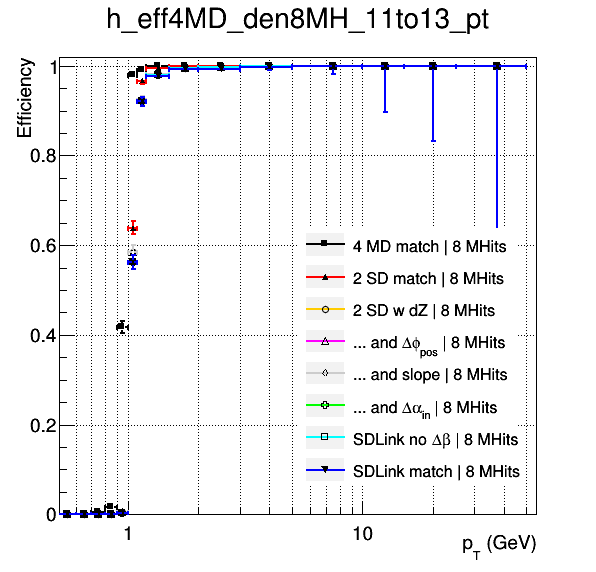 h_eff4MD_den8MH_11to13_pt
Efficiency
1
0.8
0.6
0.4
0.2
0
4 MD match | 8 MHits
2 SD match | 8 MHits
2 SD w dZ | 8 MHits
... and Δϕpos | 8 MHits
... and slope | 8 MHits
... and Δαin | 8 MHits
SDLink no Δβ | 8 MHits
SDLink match | 8 MHits
1 10
pT (GeV)